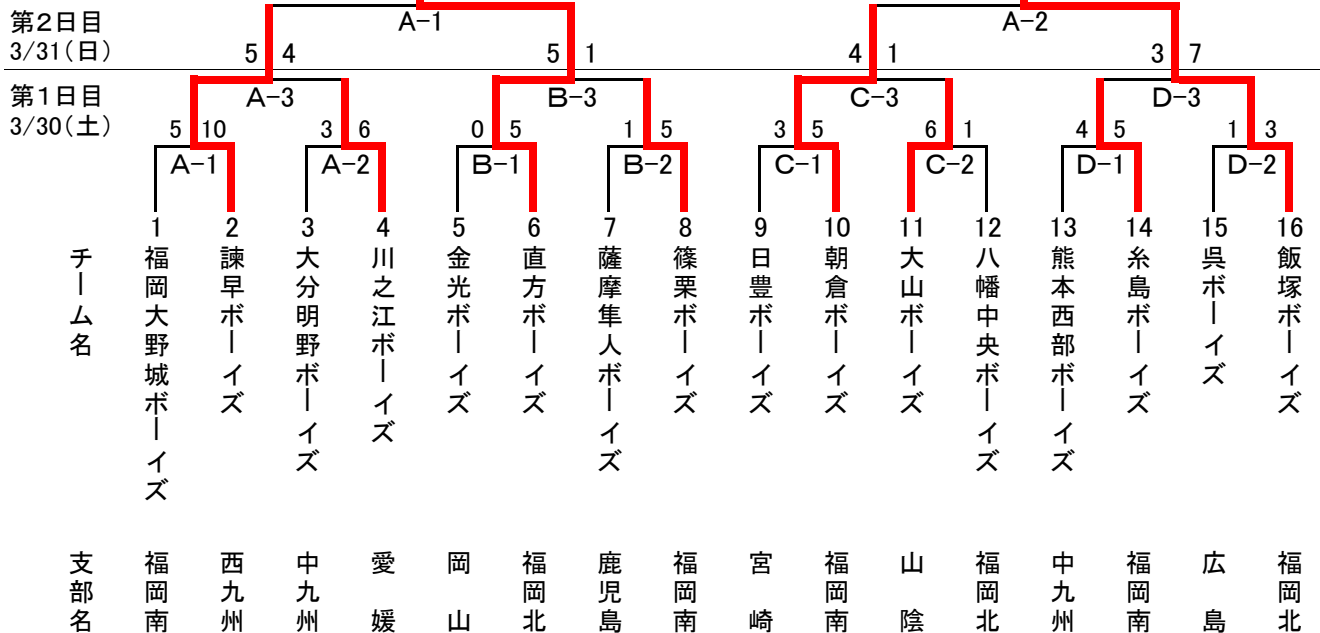 第2日目
3/31(日)
A-1
A-2
5 4
5 1
4 1
3 7
第1日目
3/30(土)
A-3
B-3
C-3
D-3
5 10
3 6
0 5
1 5
3 5
6 1
4 5
1 3
A-1
A-2
B-1
B-2
C-1
C-2
D-1
D-2
1
2
3
4
5
6
7
8
9
10
11
12
13
14
15
16
チーム名
福岡大野城ボーイズ
諫早ボーイズ
大分明野ボーイズ
川之江ボーイズ
金光ボーイズ
直方ボーイズ
薩摩隼人ボーイズ
篠栗ボーイズ
日豊ボーイズ
朝倉ボーイズ
大山ボーイズ
八幡中央ボーイズ
熊本西部ボーイズ
糸島ボーイズ
呉ボーイズ
飯塚ボーイズ
支部名
福岡南
西九州
中九州
愛媛
岡山
福岡北
鹿児島
福岡南
宮崎
福岡南
山陰
福岡北
中九州
福岡南
広島
福岡北